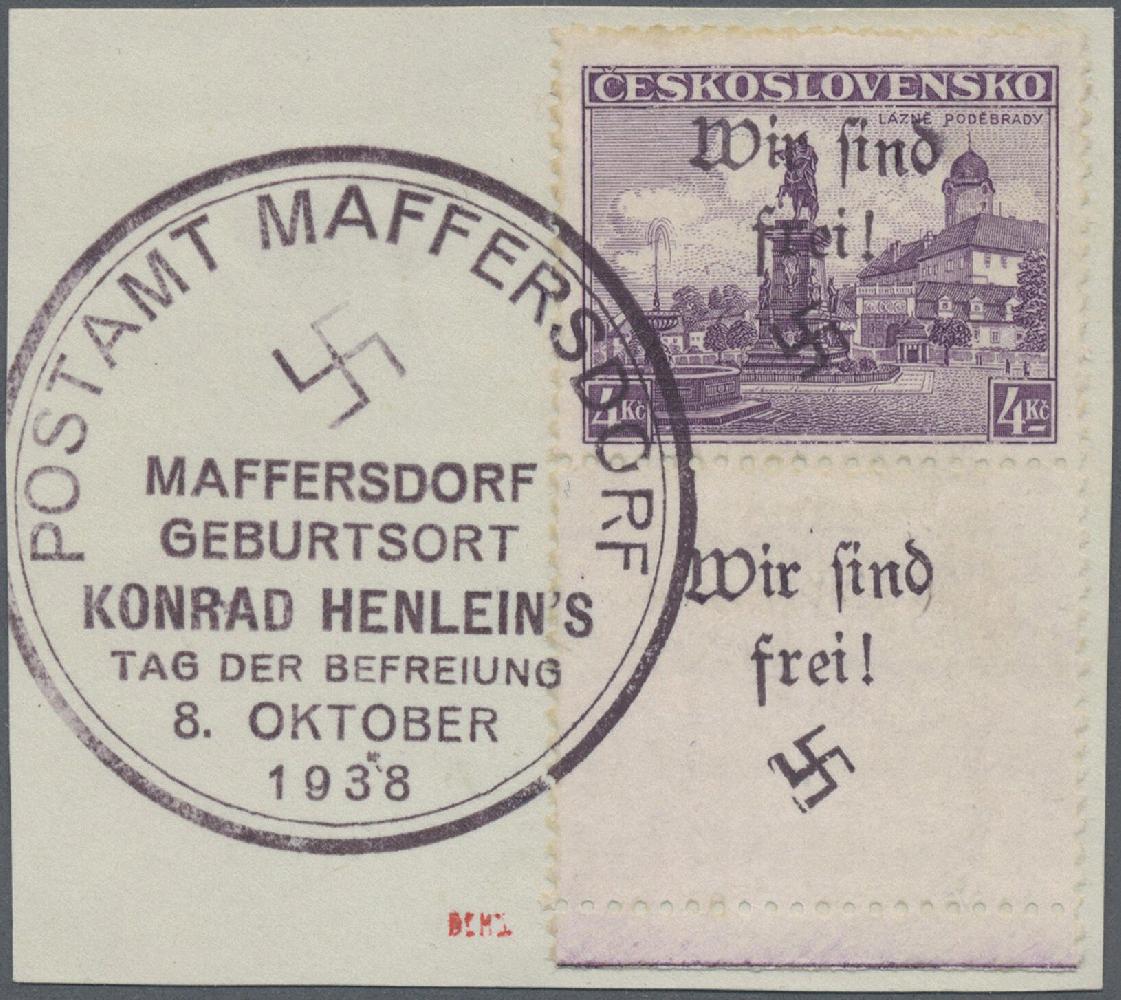 ČESKOSLOVENSKO
LÁZNĚ PODĚBRADY
Wir sind
frei!
4Kč
4Kč
POSTAMT MAFFERSDORF
MAFFERSDORF
GEBURTSORT
KONRAD HENLEIN'S
TAG DER BEFREIUNG
8. OKTOBER
1938
Wir sind
frei!